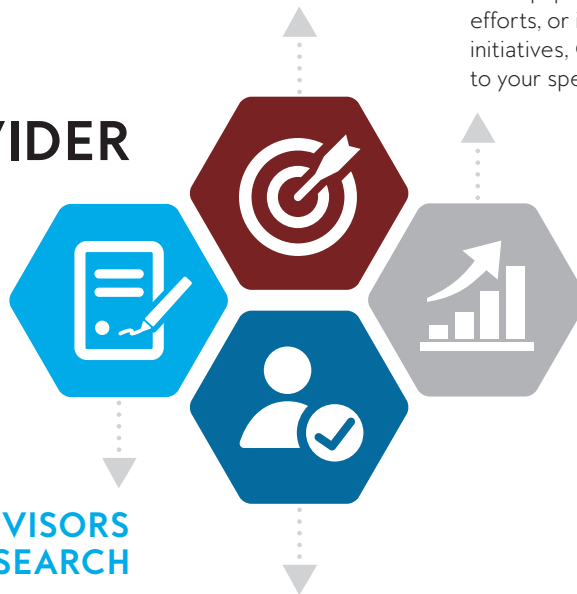 efforts, or i
initiatives,
to your spe
VIDER
VISORS
SEARCH